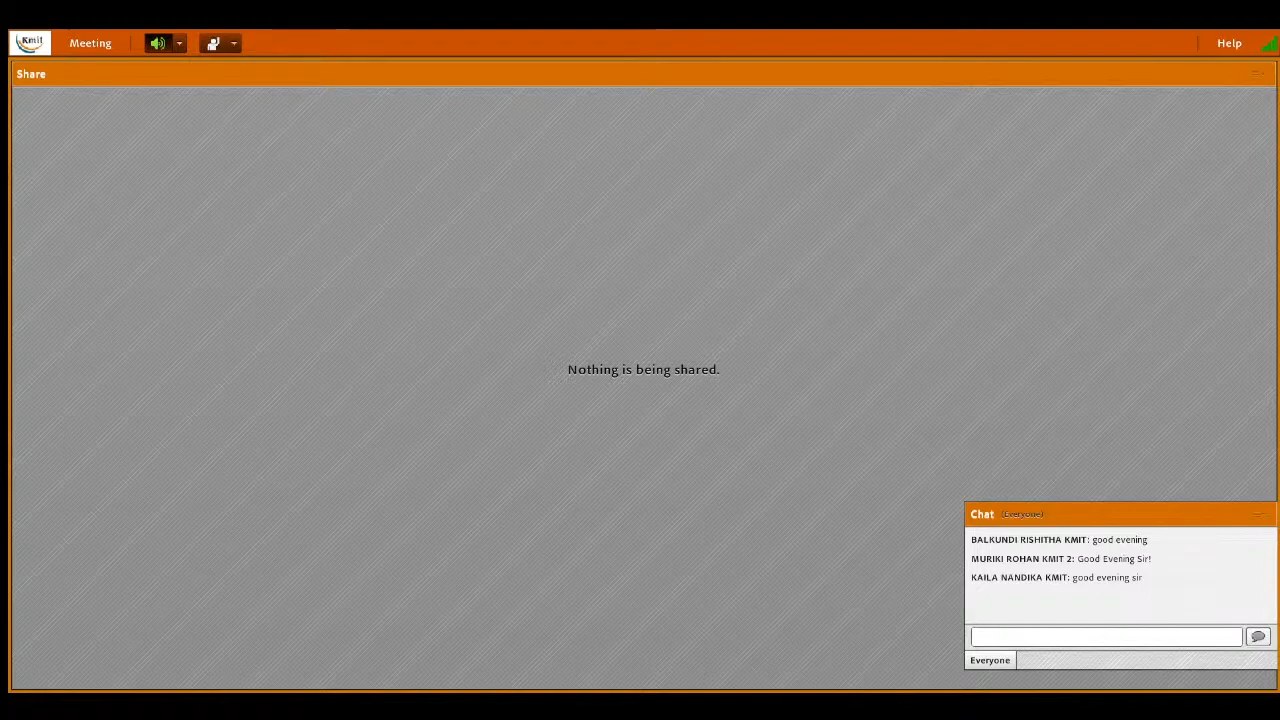 Kmit
Meeting
Help
Share
Nothing is being shared.
Chat (Everyone)
BALKUNDI RISHITHA KMIT: good evening
MURIKI ROHAN KMIT 2: Good Evening Sir!
KAILA NANDIKA KMIT: good evening sir
Everyone